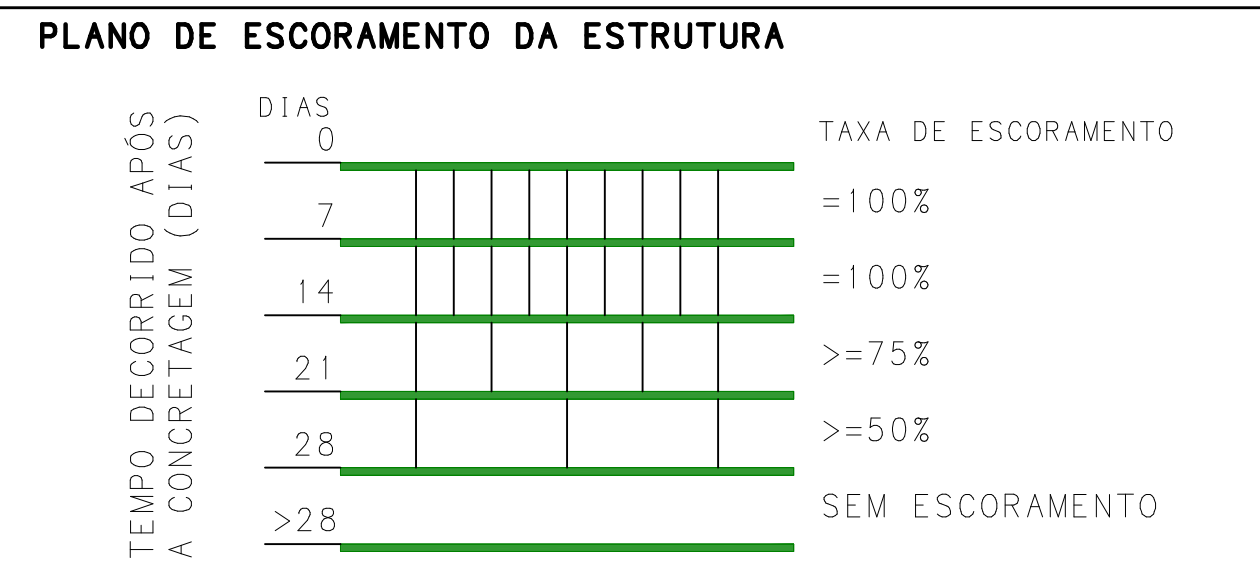 PLANO DE ESCORAMENTO DA ESTRUTURA
TEMPO DECORRIDO APÓS
A CONCRETAGEM (DIAS)
DIAS
0
TAXA DE ESCORAMENTO
=100%
7
=100%
14
>=75%
21
>=50%
28
SEM ESCORAMENTO
>28